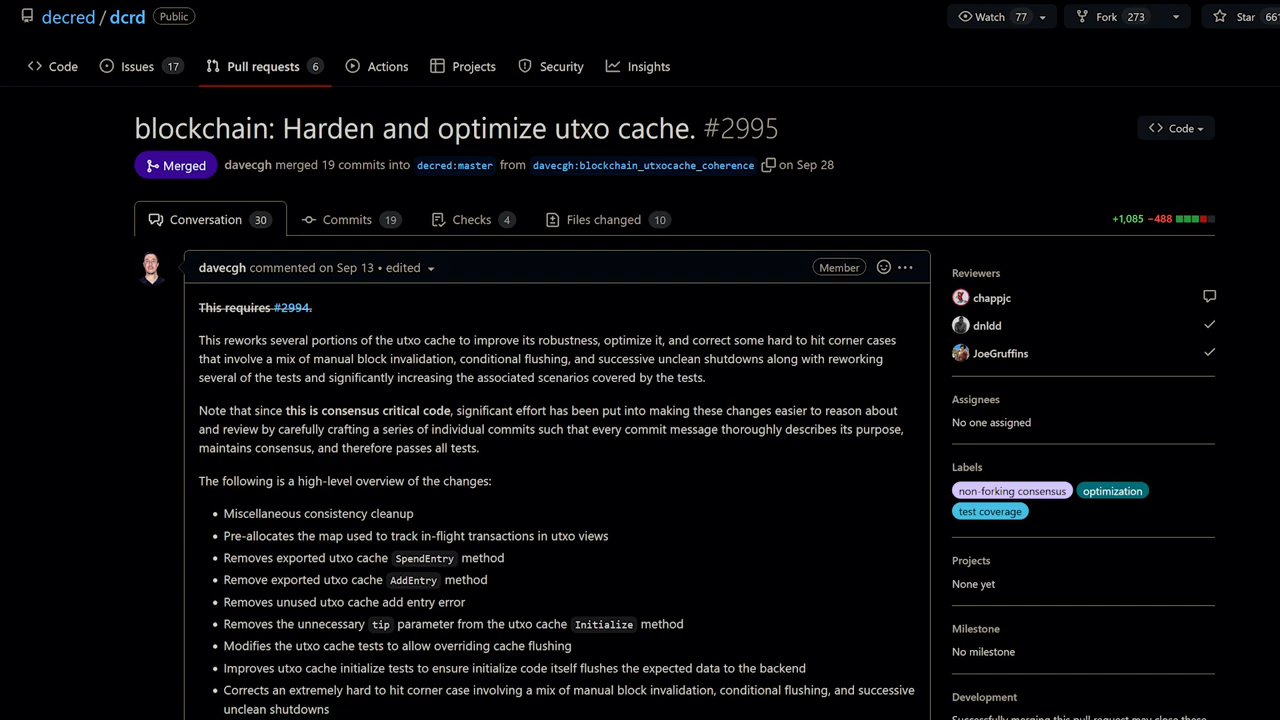 decred / dcrd Public
Watch 77 Fork 273 Star 661
Code Issues 17 Pull requests 6 Actions Projects Security Insights
blockchain: Harden and optimize utxo cache. #2995
Code
Merged davecgh merged 19 commits into decred:master from davecgh:blockchain_utxocache_coherence on Sep 28
Conversation 30 Commits 19 Checks 4 Files changed 10
+1,085 −488
davecgh commented on Sep 13 • edited Member
This requires #2994.
This reworks several portions of the utxo cache to improve its robustness, optimize it, and correct some hard to hit corner cases
that involve a mix of manual block invalidation, conditional flushing, and successive unclean shutdowns along with reworking
several of the tests and significantly increasing the associated scenarios covered by the tests.
Note that since this is consensus critical code, significant effort has been put into making these changes easier to reason about
and review by carefully crafting a series of individual commits such that every commit message thoroughly describes its purpose,
maintains consensus, and therefore passes all tests.
The following is a high-level overview of the changes:
• Miscellaneous consistency cleanup
• Pre-allocates the map used to track in-flight transactions in utxo views
• Removes exported utxo cache SpendEntry method
• Remove exported utxo cache AddEntry method
• Removes unused utxo cache add entry error
• Removes the unnecessary tip parameter from the utxo cache Initialize method
• Modifies the utxo cache tests to allow overriding cache flushing
• Improves utxo cache initialize tests to ensure initialize code itself flushes the expected data to the backend
• Corrects an extremely hard to hit corner case involving a mix of manual block invalidation, conditional flushing, and successive
unclean shutdowns
Reviewers
chappjc
dnldd
JoeGruffins
Assignees
No one assigned
Labels
non-forking consensus optimization
test coverage
Projects
None yet
Milestone
No milestone
Development
Successfully merging this pull request may close these